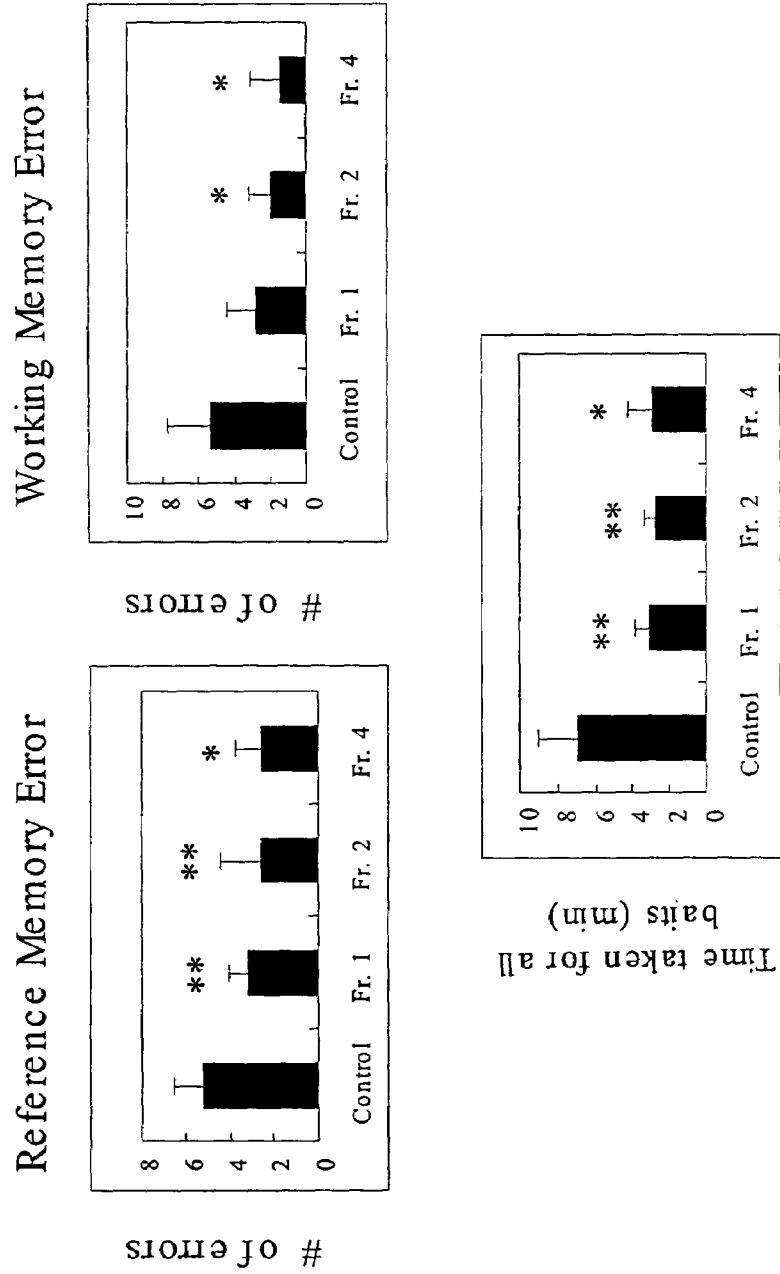 Reference Memory Error
# of errors
8
6
4
2
0
** ** *
Control Fr. 1 Fr. 2 Fr. 4
Working Memory Error
# of errors
10
8
6
4
2
0
* *
Control Fr. 1 Fr. 2 Fr. 4
Time taken for all
baits (min)
10
8
6
4
2
0
** ** *
Control Fr. 1 Fr. 2 Fr. 4